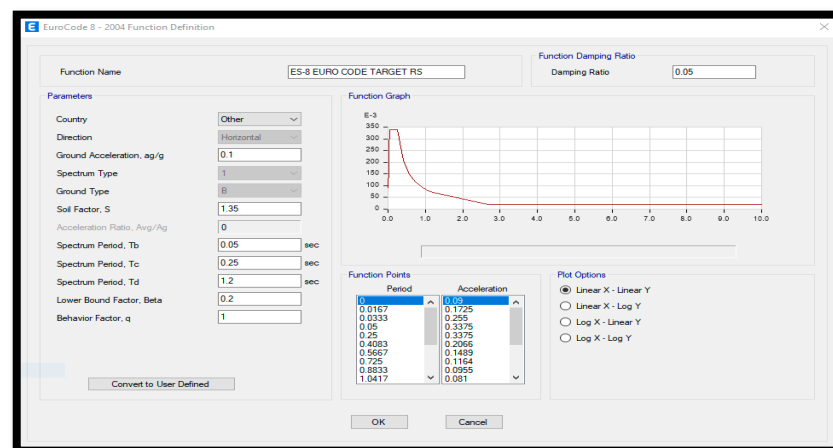 E EuroCode 8 - 2004 Function Definition
Function Name ES-8 EURO CODE TARGET RS
Function Damping Ratio
Damping Ratio 0.05
Parameters
Country Other
Direction Horizontal
Ground Acceleration, ag/g 0.1
Spectrum Type 1
Ground Type B
Soil Factor, S 1.35
Acceleration Ratio, Avg/Ag 0
Spectrum Period, Tb 0.05 sec
Spectrum Period, Tc 0.25 sec
Spectrum Period, Td 1.2 sec
Lower Bound Factor, Beta 0.2
Behavior Factor, q 1
Convert to User Defined
Function Graph
E-3
350
300
250
200
150
100
50
0
0.0 1.0 2.0 3.0 4.0 5.0 6.0 7.0 8.0 9.0 10.0
Function Points
Period Acceleration
0 0.09
0.0167 0.1725
0.0333 0.255
0.05 0.3375
0.25 0.3375
0.4083 0.2066
0.5667 0.1489
0.725 0.1164
0.8833 0.0955
1.0417 0.081
Plot Options
Linear X - Linear Y
Linear X - Log Y
Log X - Linear Y
Log X - Log Y
OK Cancel